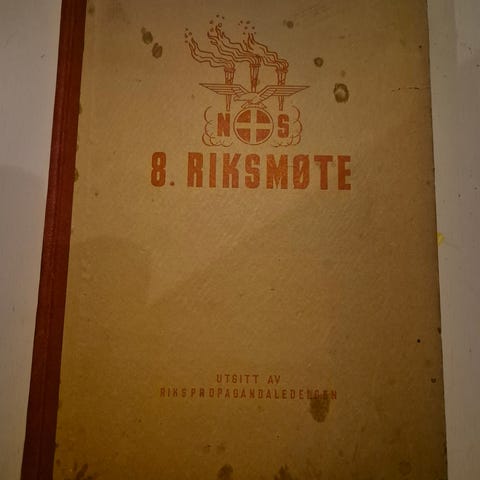 N S
8. RIKSMØTE
UTGITT AV
RIKSPROPAGANDALEDELSEN